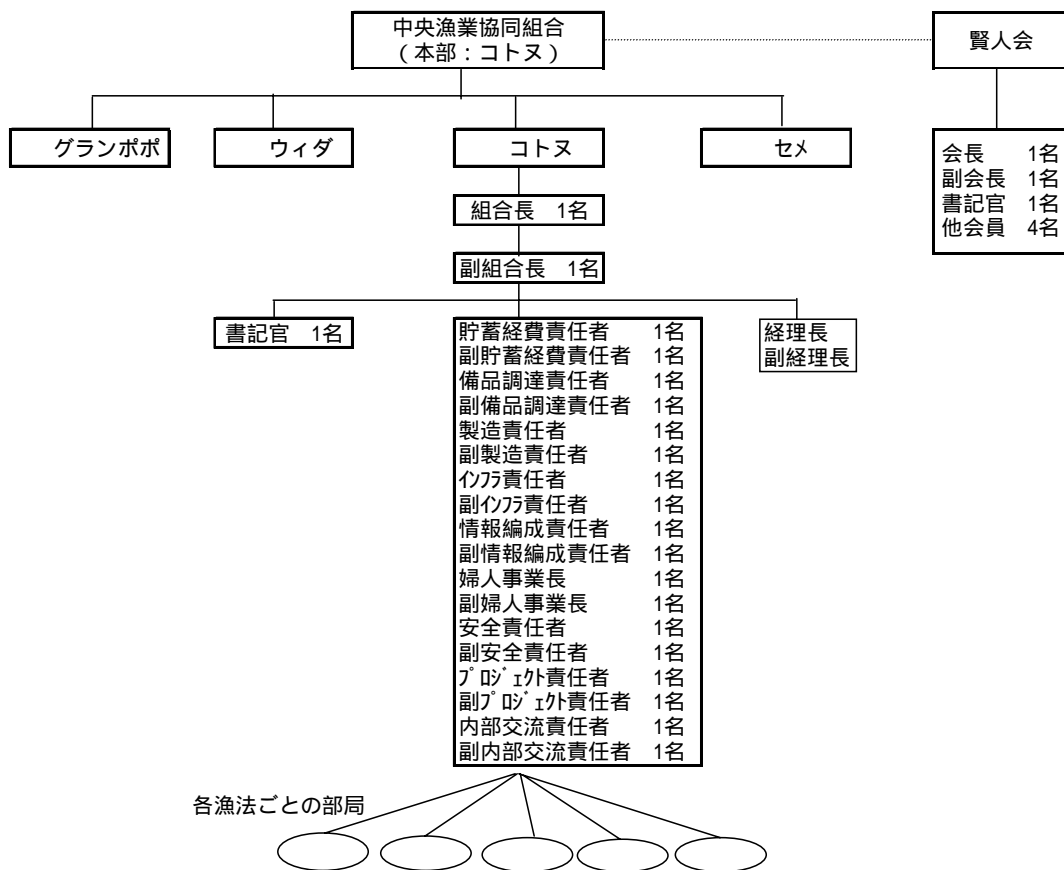 中央漁業協同組合
（本部：コトヌ）
賢人会
グランポポ
ウィダ
コトヌ
セメ
会長 1名
副会長 1名
書記官 1名
他会員 4名
組合長 1名
副組合長 1名
書記官 1名
貯蓄経費責任者 1名
副貯蓄経費責任者 1名
備品調達責任者 1名
副備品調達責任者 1名
製造責任者 1名
副製造責任者 1名
ｲﾝﾌﾗ責任者 1名
副ｲﾝﾌﾗ責任者 1名
情報編成責任者 1名
副情報編成責任者 1名
婦人事業長 1名
副婦人事業長 1名
安全責任者 1名
副安全責任者 1名
ﾌﾟﾛｼﾞｪｸﾄ責任者 1名
副ﾌﾟﾛｼﾞｪｸﾄ責任者 1名
内部交流責任者 1名
副内部交流責任者 1名
経理長
副経理長
各漁法ごとの部局